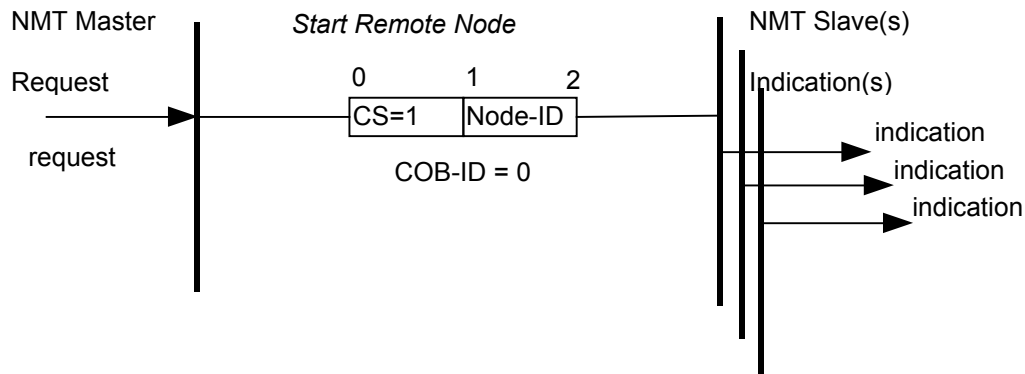 NMT Master
Start Remote Node
NMT Slave(s)
Request
0 1 2
Indication(s)
CS=1 Node-ID
request
COB-ID = 0
indication
indication
indication